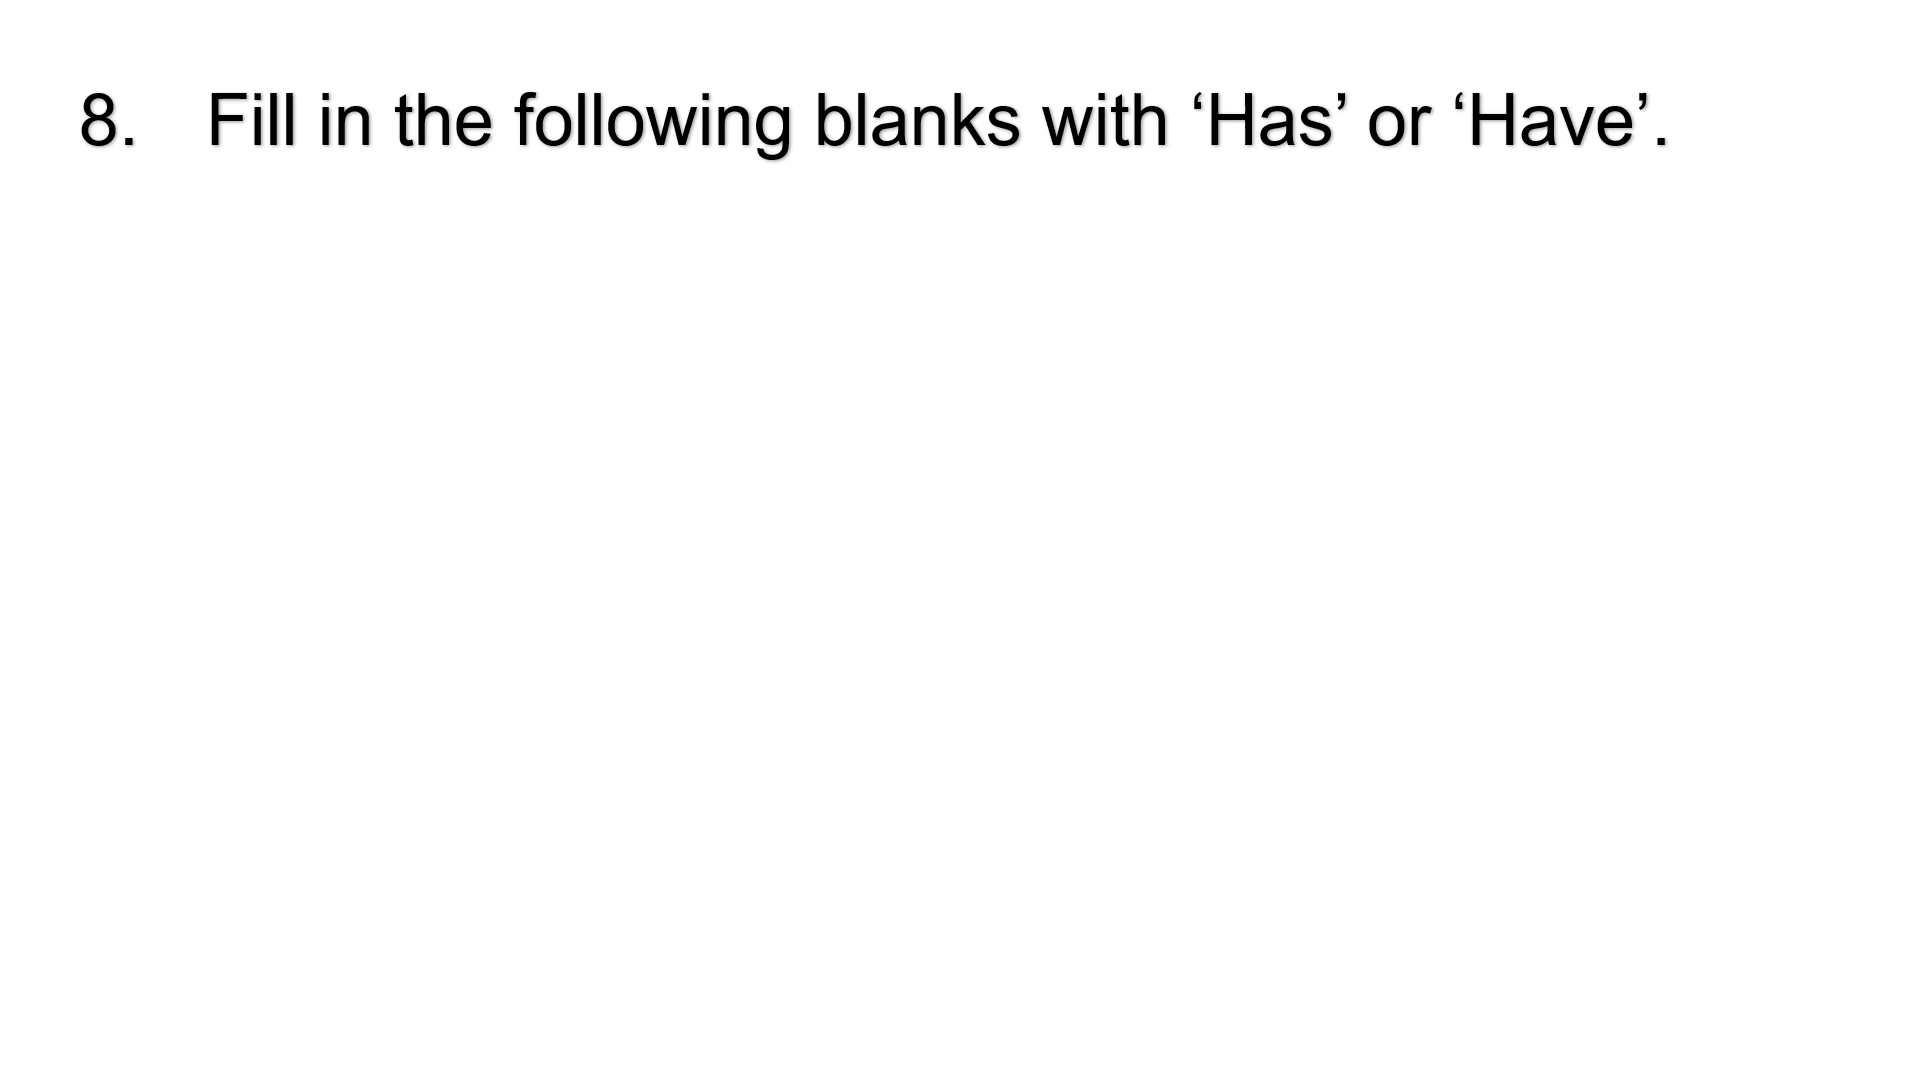 8. Fill in the following blanks with ‘Has’ or ‘Have’.